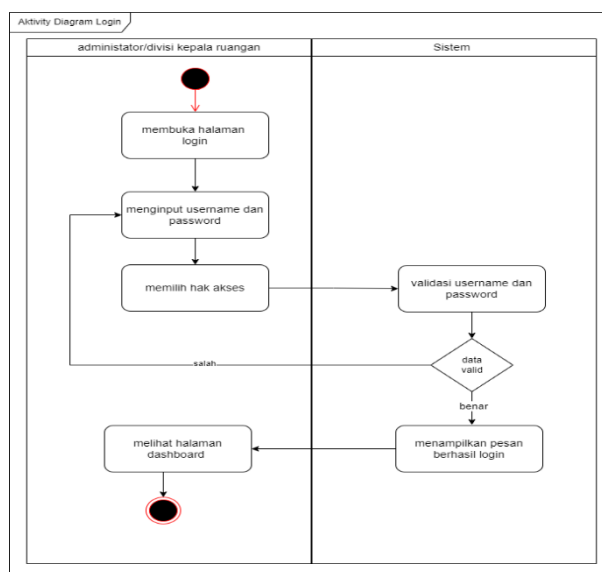 Aktivity Diagram Login
administator/divisi kepala ruangan
Sistem
membuka halaman
login
menginput username dan
password
memilih hak akses
validasi username dan
password
data
valid
salah
benar
menampilkan pesan
berhasil login
melihat halaman
dashboard